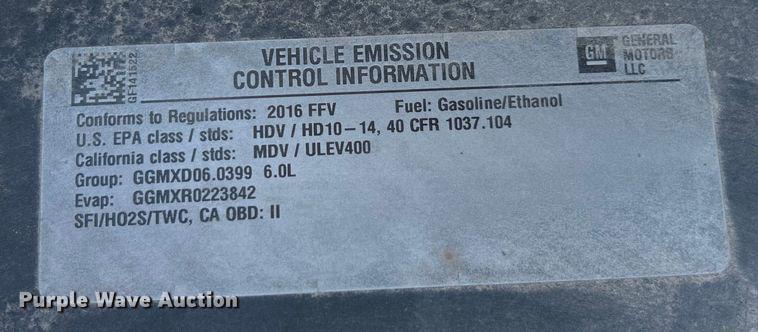 VEHICLE EMISSION
CONTROL INFORMATION
GM
GENERAL
MOTORS
LLC
GF141522
Conforms to Regulations: 2016 FFV Fuel: Gasoline/Ethanol
U.S. EPA class / stds: HDV / HD10-14, 40 CFR 1037.104
California class / stds: MDV / ULEV400
Group: GGMXD06.0399 6.0L
Evap: GGMXR0223842
SFI/HO2S/TWC, CA OBD: II
Purple Wave Auction